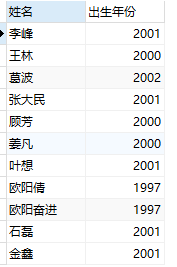 姓名 出生年份
李峰 2001
王林 2000
葛波 2002
张大民 2001
顾芳 2000
姜凡 2000
叶想 2001
欧阳倩 1997
欧阳奋进 1997
石磊 2001
金鑫 2001